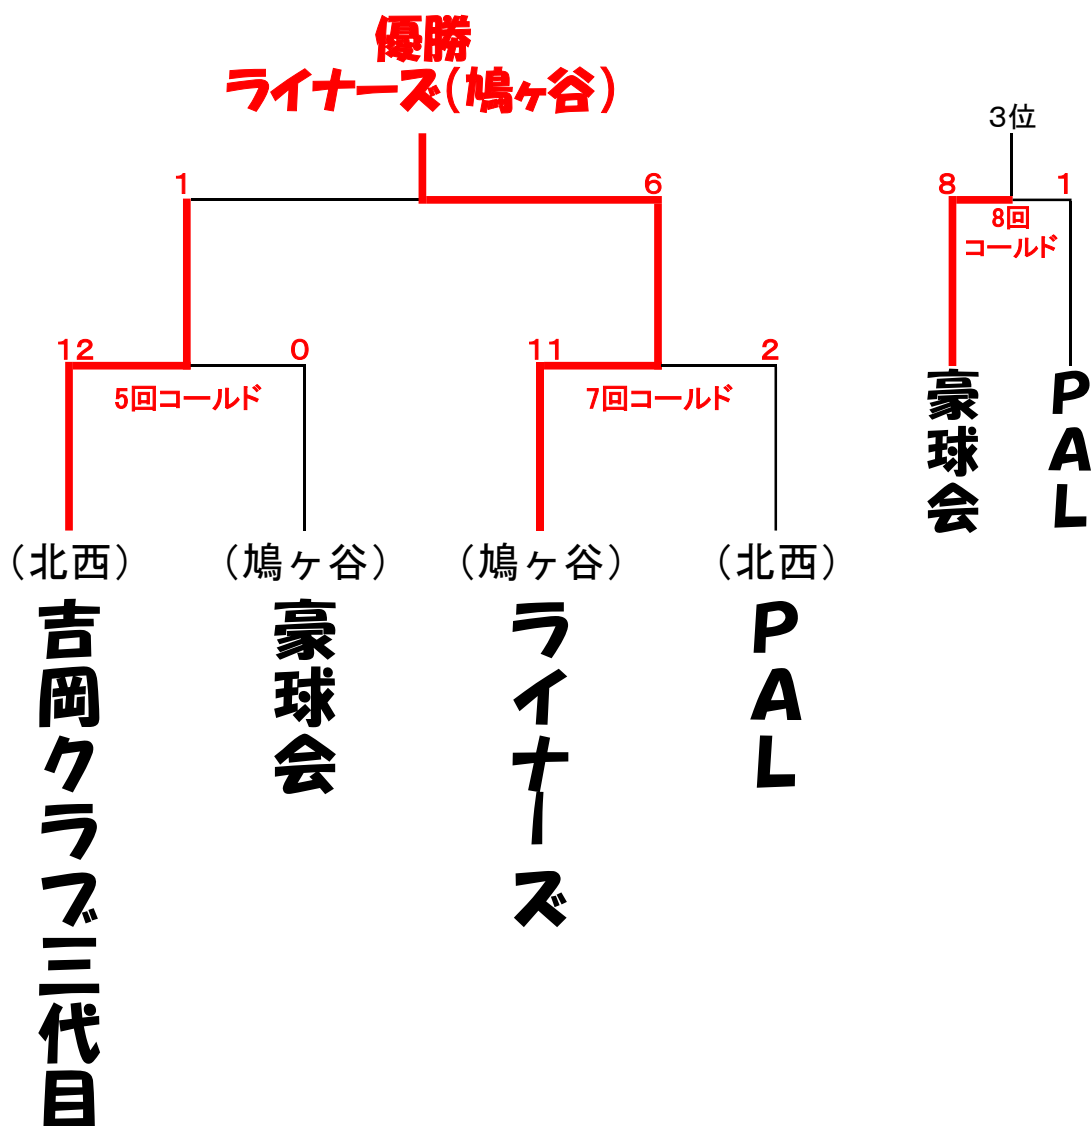 優勝
ライナーズ(鳩ヶ谷)
3位
1 6 8 1
8回
コールド
12 0 11 2
5回コールド 7回コールド
豪球会
PAL
(北西) (鳩ヶ谷) (鳩ヶ谷) (北西)
吉岡クラブ三代目
豪球会
ライナーズ
PAL